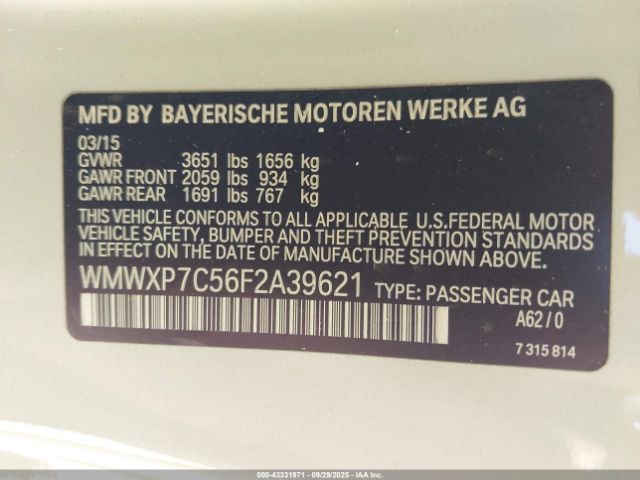 MFD BY BAYERISCHE MOTOREN WERKE AG
03/15
GVWR 3651 lbs 1656 kg
GAWR FRONT 2059 lbs 934 kg
GAWR REAR 1691 lbs 767 kg
THIS VEHICLE CONFORMS TO ALL APPLICABLE U.S.FEDERAL MOTOR
VEHICLE SAFETY, BUMPER AND THEFT PREVENTION STANDARDS
IN EFFECT ON THE DATE OF MANUFACTURE SHOWN ABOVE.
WMWXP7C56F2A39621 TYPE: PASSENGER CAR
A62/0
7 315 814
000-43331971 - 09/29/2025 - IAA Inc.